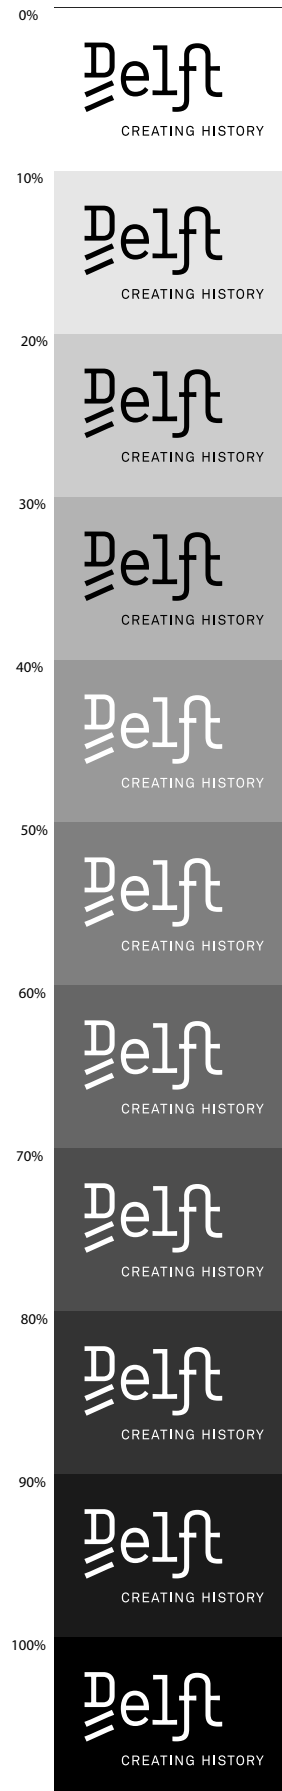 0%
Delft
CREATING HISTORY
10%
Delft
CREATING HISTORY
20%
Delft
CREATING HISTORY
30%
Delft
CREATING HISTORY
40%
Delft
CREATING HISTORY
50%
Delft
CREATING HISTORY
60%
Delft
CREATING HISTORY
70%
Delft
CREATING HISTORY
80%
Delft
CREATING HISTORY
90%
Delft
CREATING HISTORY
100%
Delft
CREATING HISTORY